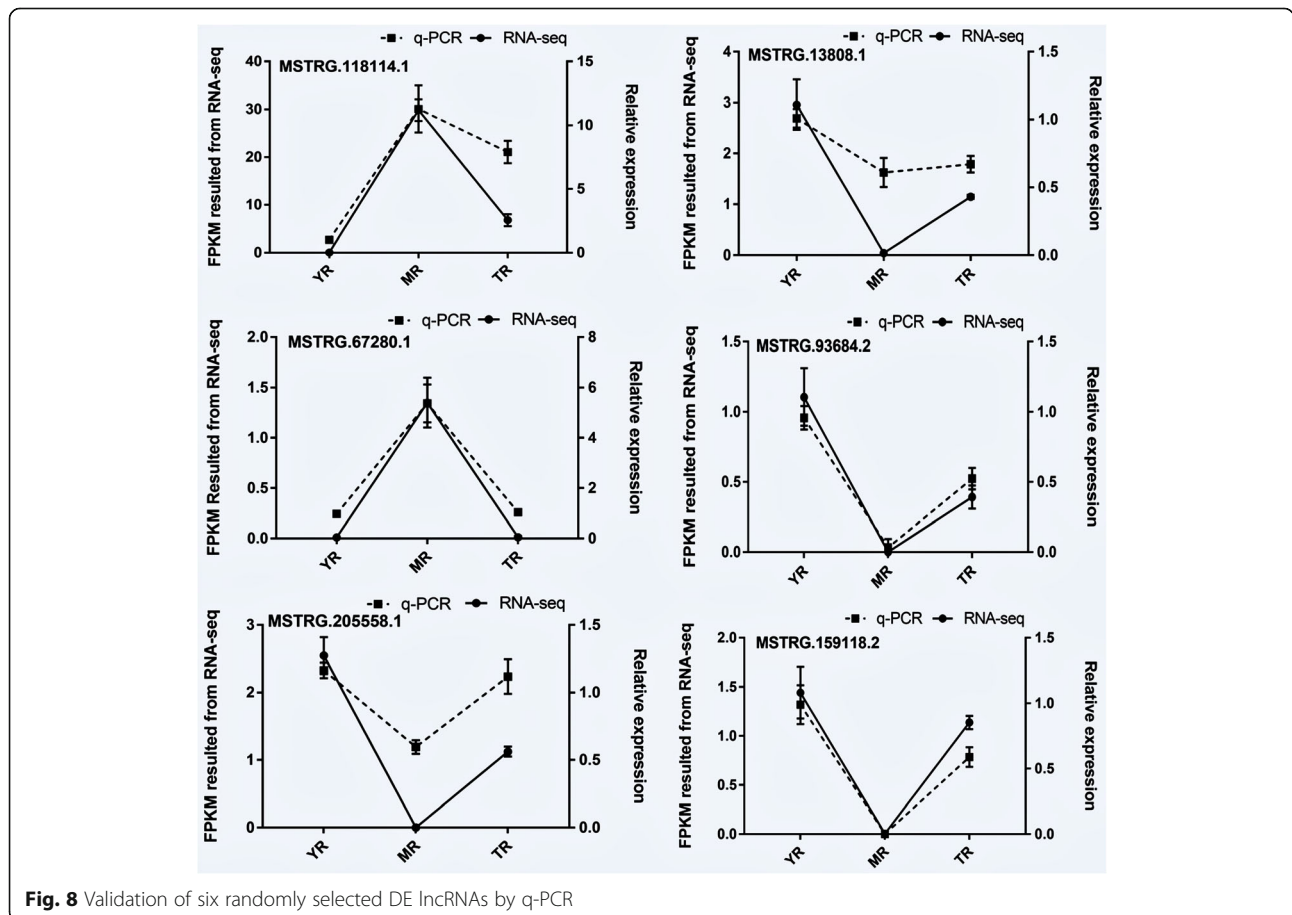 q-PCR RNA-seq
MSTRG.118114.1
FPKM resulted from RNA-seq
40
30
20
10
0
15
10
5
0
Relative expression
YR MR TR
q-PCR RNA-seq
MSTRG.13808.1
FPKM resulted from RNA-seq
4
3
2
1
0
1.5
1.0
0.5
0.0
Relative expression
YR MR TR
q-PCR RNA-seq
MSTRG.67280.1
FPKM Resulted from RNA-seq
2.0
1.5
1.0
0.5
0.0
8
6
4
2
0
Relative expression
YR MR TR
q-PCR RNA-seq
MSTRG.93684.2
FPKM resulted from RNA-seq
1.5
1.0
0.5
0.0
1.5
1.0
0.5
0.0
Relative expression
YR MR TR
q-PCR RNA-seq
MSTRG.205558.1
FPKM resulted from RNA-seq
3
2
1
0
1.5
1.0
0.5
0.0
Relative expression
YR MR TR
q-PCR RNA-seq
MSTRG.159118.2
FPKM resulted from RNA-seq
2.0
1.5
1.0
0.5
0.0
1.5
1.0
0.5
0.0
Relative expression
YR MR TR
Fig. 8 Validation of six randomly selected DE lncRNAs by q-PCR